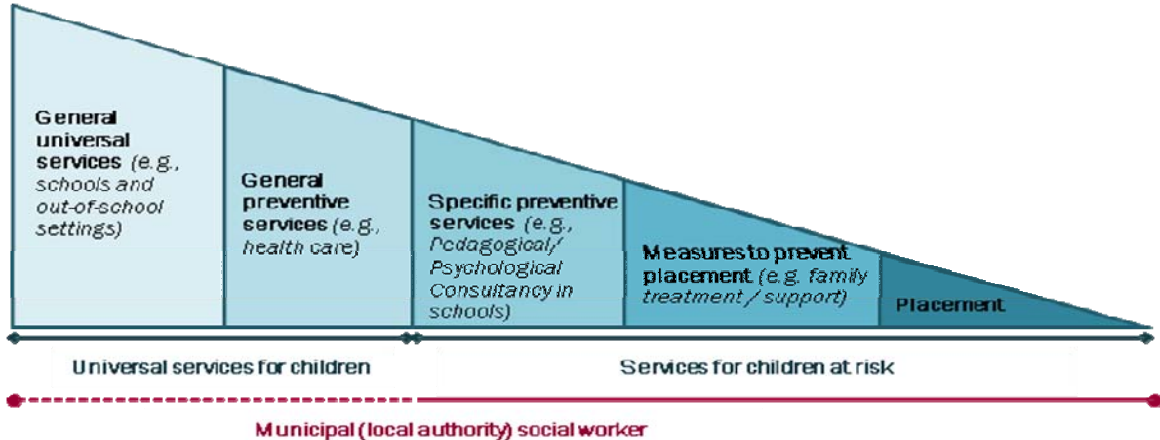 General
universal
services (e.g.,
schools and
out-of-school
settings)
General
preventive
services (e.g.,
health care)
Specific preventive
services (e.g.,
Pedagogical/
Psychological
Consultancy in
schools)
Measures to prevent
placement (e.g. family
treatment / support)
Placement
Universal services for children
Services for children at risk
Municipal (local authority) social worker